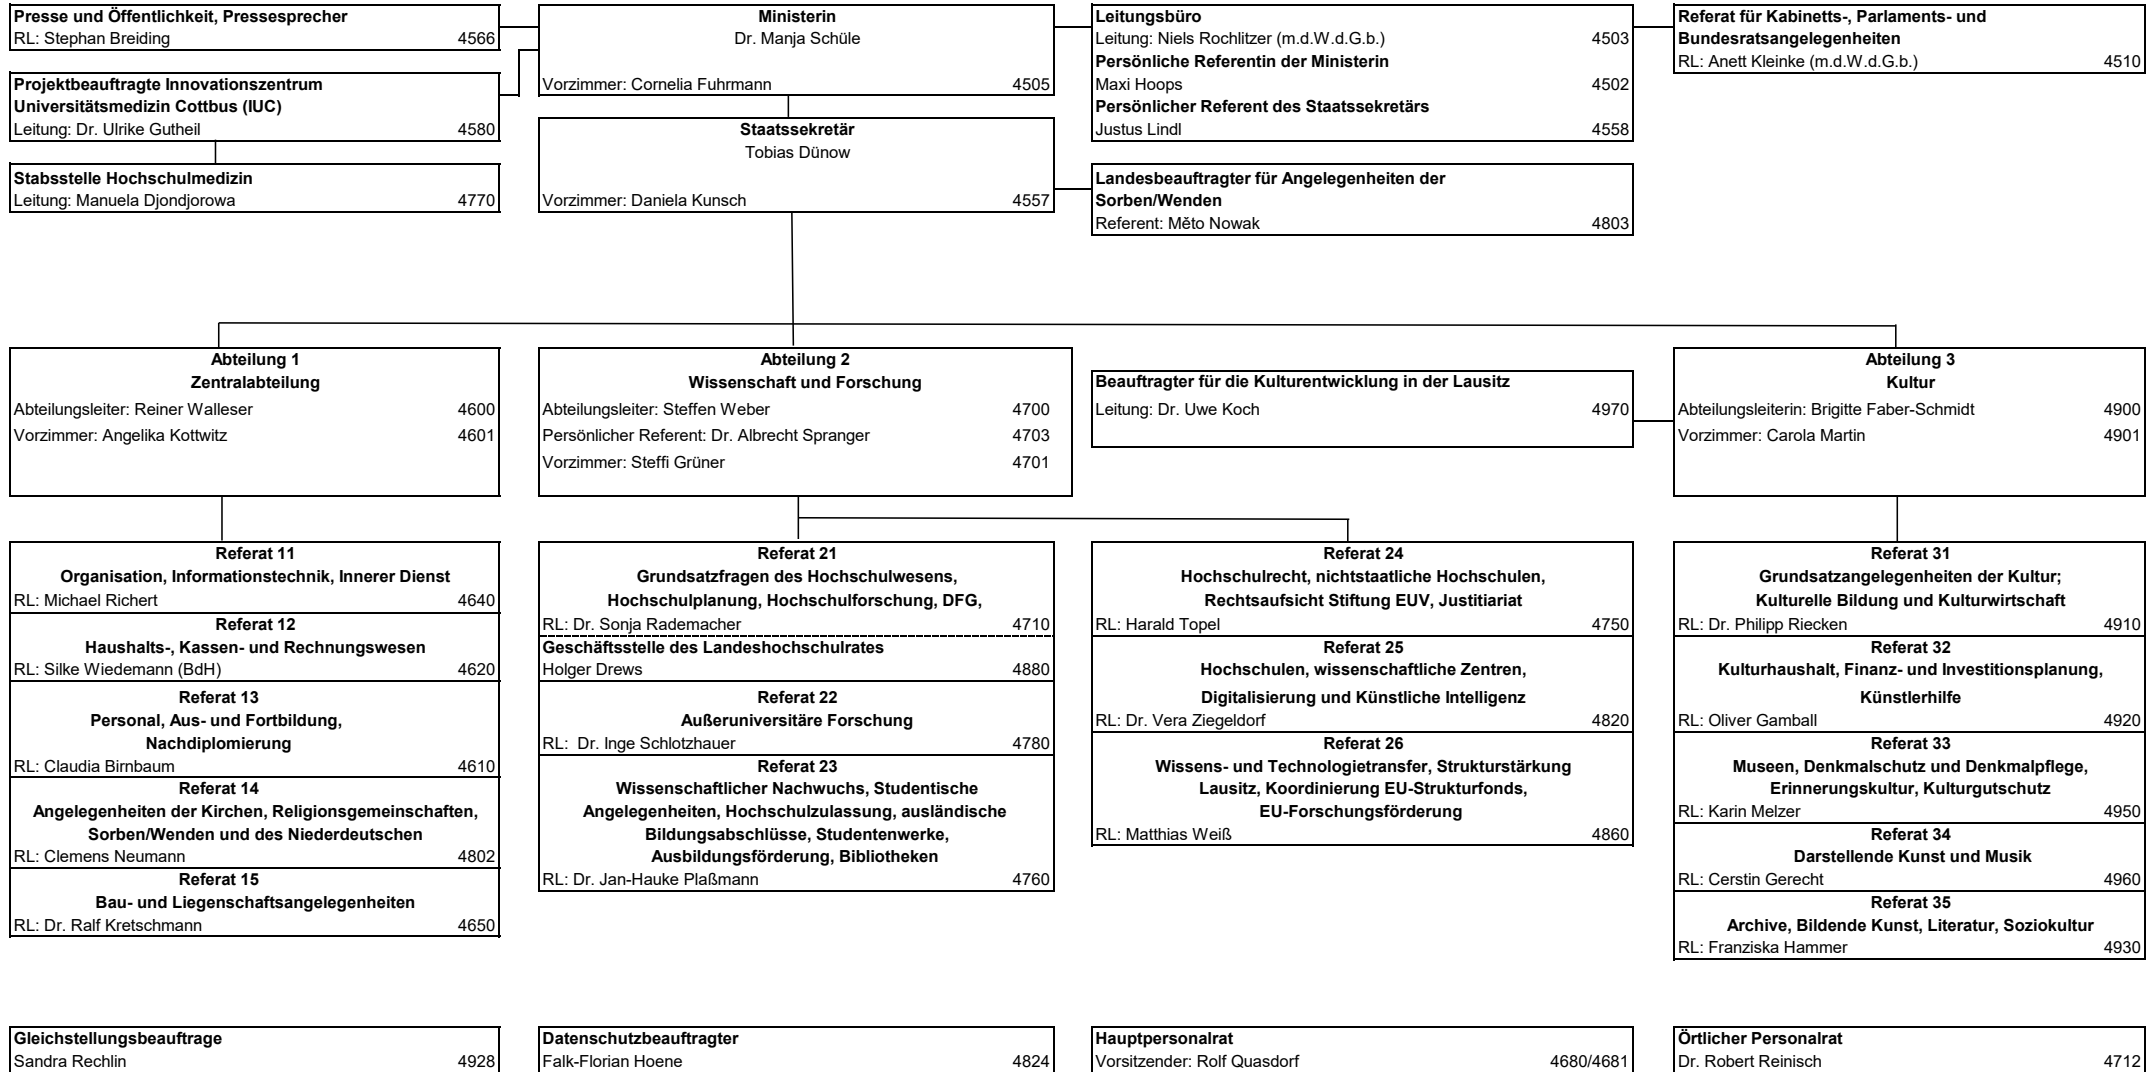 Presse und Öffentlichkeit, Pressesprecher
RL: Stephan Breiding 4566
Projektbeauftragte Innovationszentrum
Universitätsmedizin Cottbus (IUC)
Leitung: Dr. Ulrike Gutheil 4580
Stabsstelle Hochschulmedizin
Leitung: Manuela Djondjorowa 4770
Ministerin
Dr. Manja Schüle
Vorzimmer: Cornelia Fuhrmann 4505
Staatssekretär
Tobias Dünow
Vorzimmer: Daniela Kunsch 4557
Leitungsbüro
Leitung: Niels Rochlitzer (m.d.W.d.G.b.) 4503
Persönliche Referentin der Ministerin
Maxi Hoops 4502
Persönlicher Referent des Staatssekretärs
Justus Lindl 4558
Landesbeauftragter für Angelegenheiten der
Sorben/Wenden
Referent: Měto Nowak 4803
Referat für Kabinetts-, Parlaments- und
Bundesratsangelegenheiten
RL: Anett Kleinke (m.d.W.d.G.b.) 4510
Abteilung 1
Zentralabteilung
Abteilungsleiter: Reiner Walleser 4600
Vorzimmer: Angelika Kottwitz 4601
Abteilung 2
Wissenschaft und Forschung
Abteilungsleiter: Steffen Weber 4700
Persönlicher Referent: Dr. Albrecht Spranger 4703
Vorzimmer: Steffi Grüner 4701
Beauftragter für die Kulturentwicklung in der Lausitz
Leitung: Dr. Uwe Koch 4970
Abteilung 3
Kultur
Abteilungsleiterin: Brigitte Faber-Schmidt 4900
Vorzimmer: Carola Martin 4901
Referat 11
Organisation, Informationstechnik, Innerer Dienst
RL: Michael Richert 4640
Referat 12
Haushalts-, Kassen- und Rechnungswesen
RL: Silke Wiedemann (BdH) 4620
Referat 13
Personal, Aus- und Fortbildung,
Nachdiplomierung
RL: Claudia Birnbaum 4610
Referat 14
Angelegenheiten der Kirchen, Religionsgemeinschaften,
Sorben/Wenden und des Niederdeutschen
RL: Clemens Neumann 4802
Referat 15
Bau- und Liegenschaftsangelegenheiten
RL: Dr. Ralf Kretschmann 4650
Referat 21
Grundsatzfragen des Hochschulwesens,
Hochschulplanung, Hochschulforschung, DFG,
RL: Dr. Sonja Rademacher 4710
Geschäftsstelle des Landeshochschulrates
Holger Drews 4880
Referat 22
Außeruniversitäre Forschung
RL: Dr. Inge Schlotzhauer 4780
Referat 23
Wissenschaftlicher Nachwuchs, Studentische
Angelegenheiten, Hochschulzulassung, ausländische
Bildungsabschlüsse, Studentenwerke,
Ausbildungsförderung, Bibliotheken
RL: Dr. Jan-Hauke Plaßmann 4760
Referat 24
Hochschulrecht, nichtstaatliche Hochschulen,
Rechtsaufsicht Stiftung EUV, Justitiariat
RL: Harald Topel 4750
Referat 25
Hochschulen, wissenschaftliche Zentren,
Digitalisierung und Künstliche Intelligenz
RL: Dr. Vera Ziegeldorf 4820
Referat 26
Wissens- und Technologietransfer, Strukturstärkung
Lausitz, Koordinierung EU-Strukturfonds,
EU-Forschungsförderung
RL: Matthias Weiß 4860
Referat 31
Grundsatzangelegenheiten der Kultur;
Kulturelle Bildung und Kulturwirtschaft
RL: Dr. Philipp Riecken 4910
Referat 32
Kulturhaushalt, Finanz- und Investitionsplanung,
Künstlerhilfe
RL: Oliver Gamball 4920
Referat 33
Museen, Denkmalschutz und Denkmalpflege,
Erinnerungskultur, Kulturgutschutz
RL: Karin Melzer 4950
Referat 34
Darstellende Kunst und Musik
RL: Cerstin Gerecht 4960
Referat 35
Archive, Bildende Kunst, Literatur, Soziokultur
RL: Franziska Hammer 4930
Gleichstellungsbeauftrage
Sandra Rechlin 4928
Datenschutzbeauftragter
Falk-Florian Hoene 4824
Hauptpersonalrat
Vorsitzender: Rolf Quasdorf 4680/4681
Örtlicher Personalrat
Dr. Robert Reinisch 4712